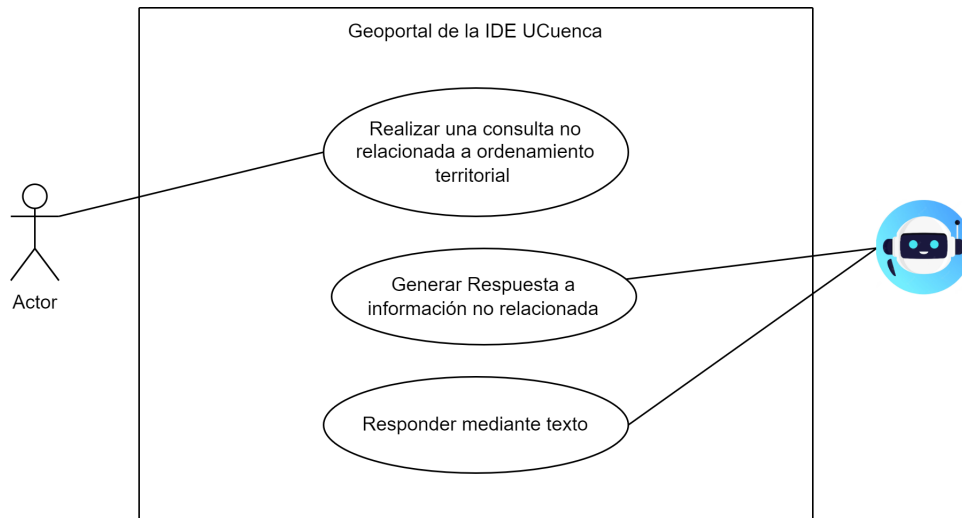 Geoportal de la IDE UCuenca
Realizar una consulta no
relacionada a ordenamiento
territorial
Actor
Generar Respuesta a
información no relacionada
Responder mediante texto